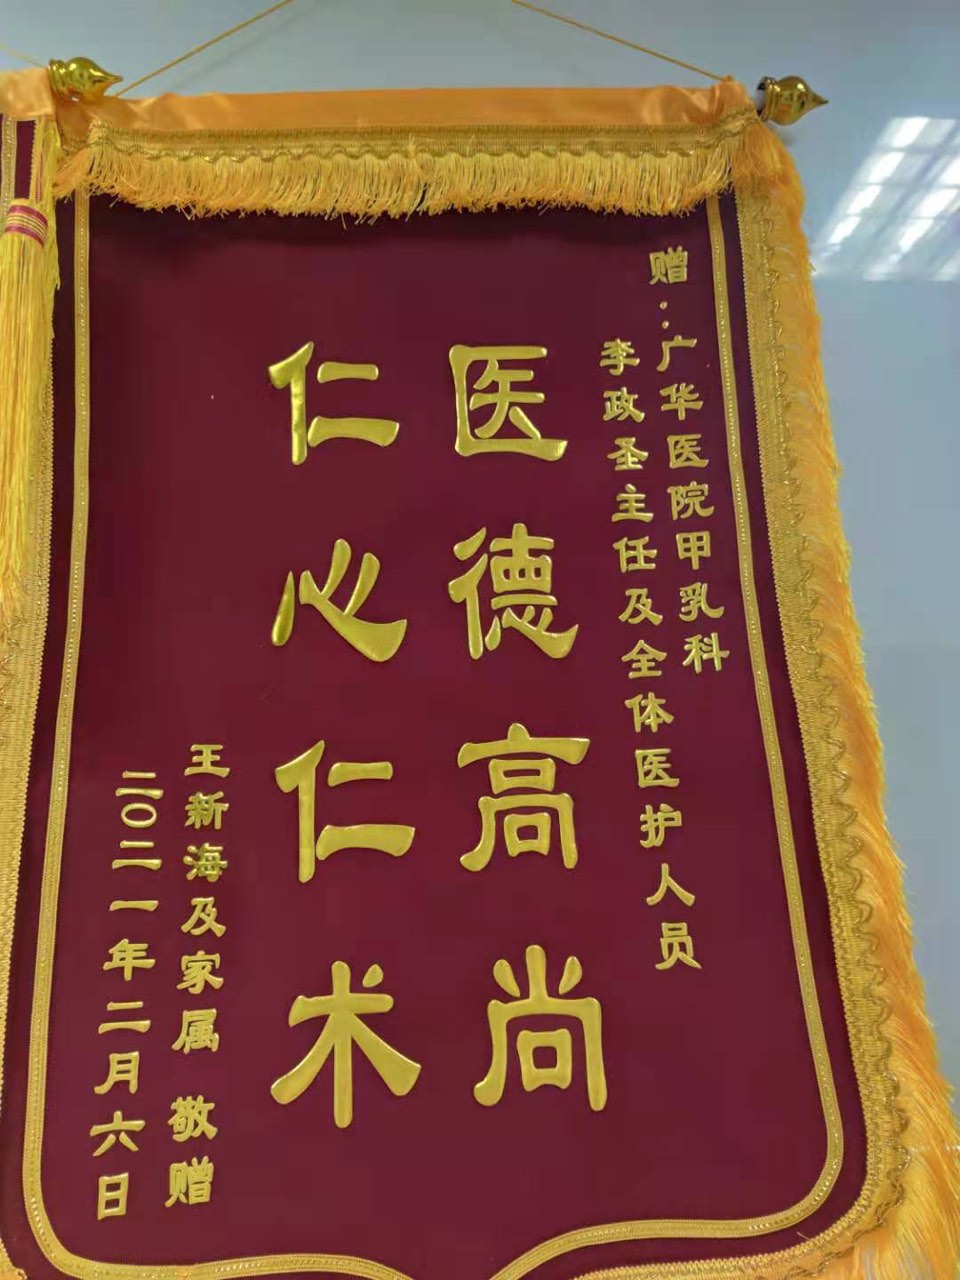 赠:广华医院甲乳科
李政圣主任及全体医护人员
医德高尚
仁心仁术
王新海及家属 敬赠
二〇二一年二月六日